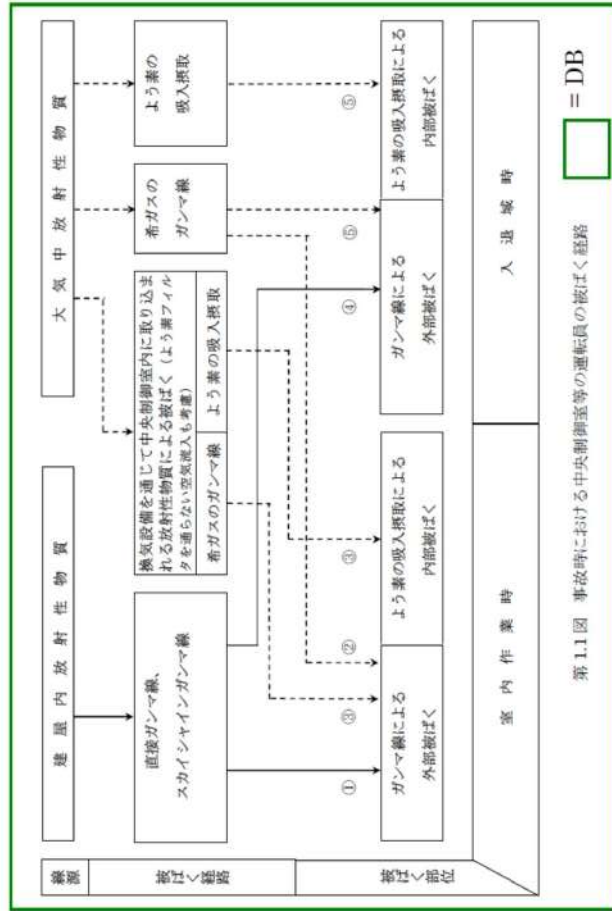 線源
建屋内放射性物質
大気中放射性物質
被ばく経路
直接ガンマ線、
スカイシャインガンマ線
換気設備を通じて中央制御室内に取り込ま
れる放射性物質による被ばく（よう素フィル
タを通らない空気流入も考慮）
希ガスのガンマ線
よう素の吸入摂取
希ガスの
ガンマ線
よう素の
吸入摂取
①
③
②
③
④
⑤
⑤
被ばく部位
ガンマ線による
外部被ばく
よう素の吸入摂取による
内部被ばく
ガンマ線による
外部被ばく
よう素の吸入摂取による
内部被ばく
室内作業時
入退域時
第1.1図 事故時における中央制御室等の運転員の被ばく経路
= DB